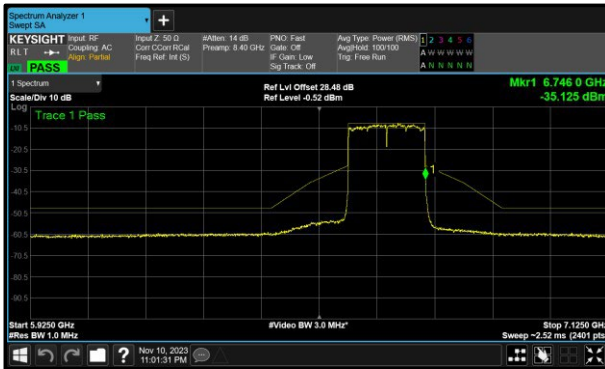 Spectrum Analyzer 1
Swept SA
KEYSIGHT
RLT
PASS
Input: RF
Coupling: AC
Align: Partial
Input Z: 50 Ω
Corr CCorr RCal
Freq Ref: Int (S)
#Atten: 14 dB
Preamp: 8.40 GHz
PNO: Fast
Gate: Off
IF Gain: Low
Sig Track: Off
Avg Type: Power (RMS)
Avg|Hold: 100/100
Trig: Free Run
1 2 3 4 5 6
A W W W W W
A N N N N N
1 Spectrum
Scale/Div 10 dB
Ref Lvl Offset 28.48 dB
Ref Level -0.52 dBm
Mkr1 6.746 0 GHz
-35.125 dBm
Log
Trace 1 Pass
-10.5
-20.5
-30.5
-40.5
-50.5
-60.5
-70.5
-80.5
-90.5
1
Start 5.9250 GHz
#Res BW 1.0 MHz
#Video BW 3.0 MHz*
Stop 7.1250 GHz
Sweep ~2.52 ms (2401 pts)
Nov 10, 2023
11:01:31 PM